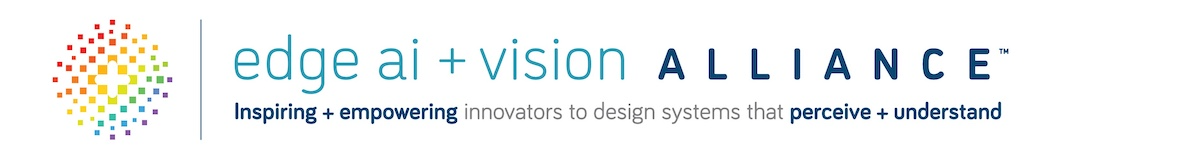 edge ai + vision ALLIANCE™
Inspiring + empowering innovators to design systems that perceive + understand